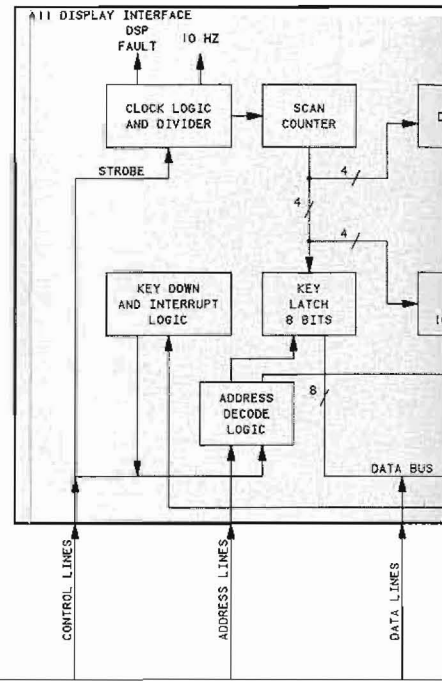 A11 DISPLAY INTERFACE
DSP
FAULT
10 HZ
CLOCK LOGIC
AND DIVIDER
SCAN
COUNTER
D
STROBE
4
4
4
KEY DOWN
AND INTERRUPT
LOGIC
KEY
LATCH
8 BITS
ADDRESS
DECODE
LOGIC
8
DATA BUS
CONTROL LINES
ADDRESS LINES
DATA LINES